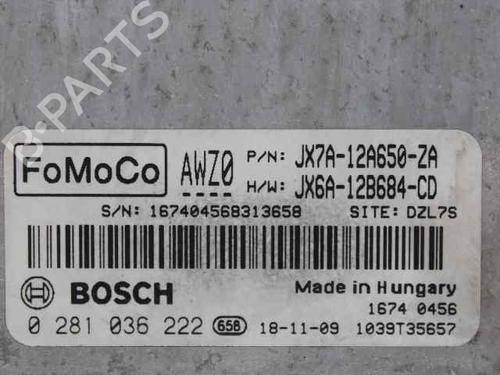 B-PARTS
FoMoCo
AWZ0
P/N: JX7A-12A650-ZA
H/W: JX6A-12B684-CD
S/N: 167404568313658
SITE: DZL7S
BOSCH
Made in Hungary
1674 0456
0 281 036 222 658 18-11-09 1039T35657